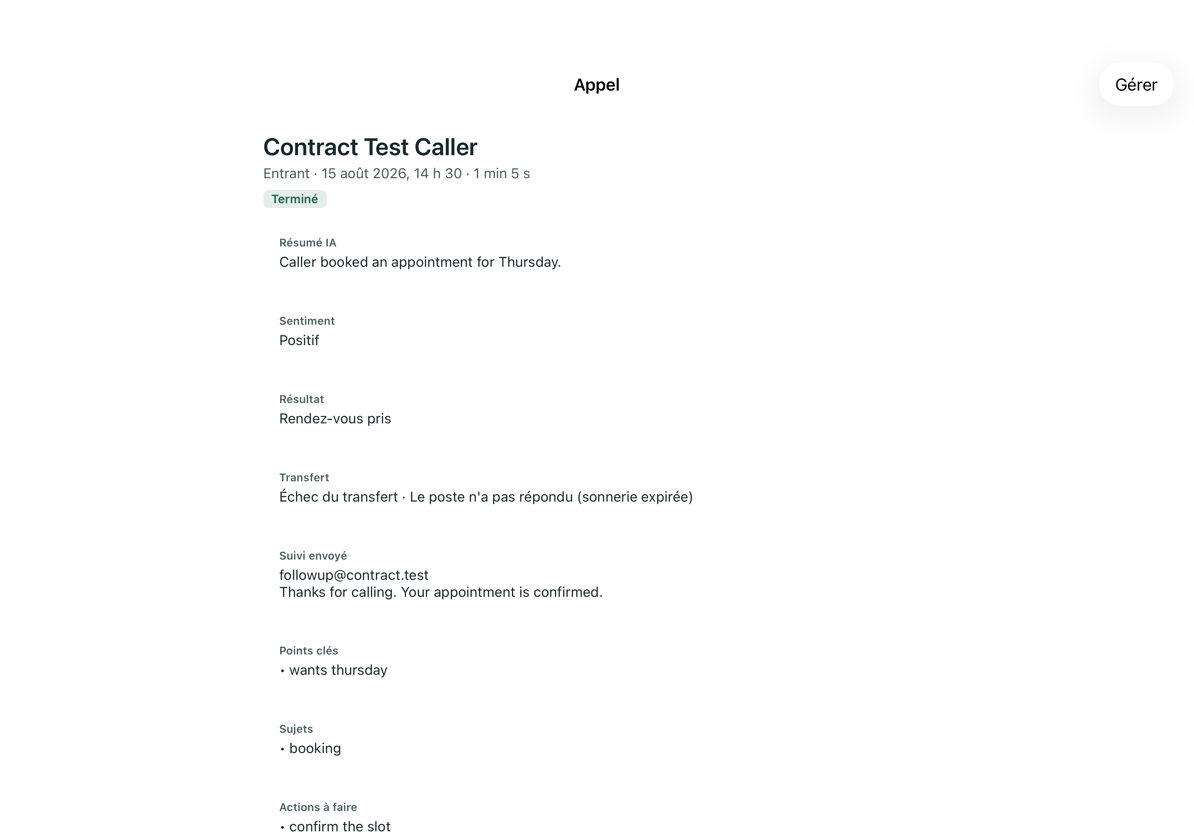 Appel
Gérer
Contract Test Caller
Entrant · 15 août 2026, 14 h 30 · 1 min 5 s
Terminé
Résumé IA
Caller booked an appointment for Thursday.
Sentiment
Positif
Résultat
Rendez-vous pris
Transfert
Échec du transfert · Le poste n'a pas répondu (sonnerie expirée)
Suivi envoyé
followup@contract.test
Thanks for calling. Your appointment is confirmed.
Points clés
• wants thursday
Sujets
• booking
Actions à faire
• confirm the slot